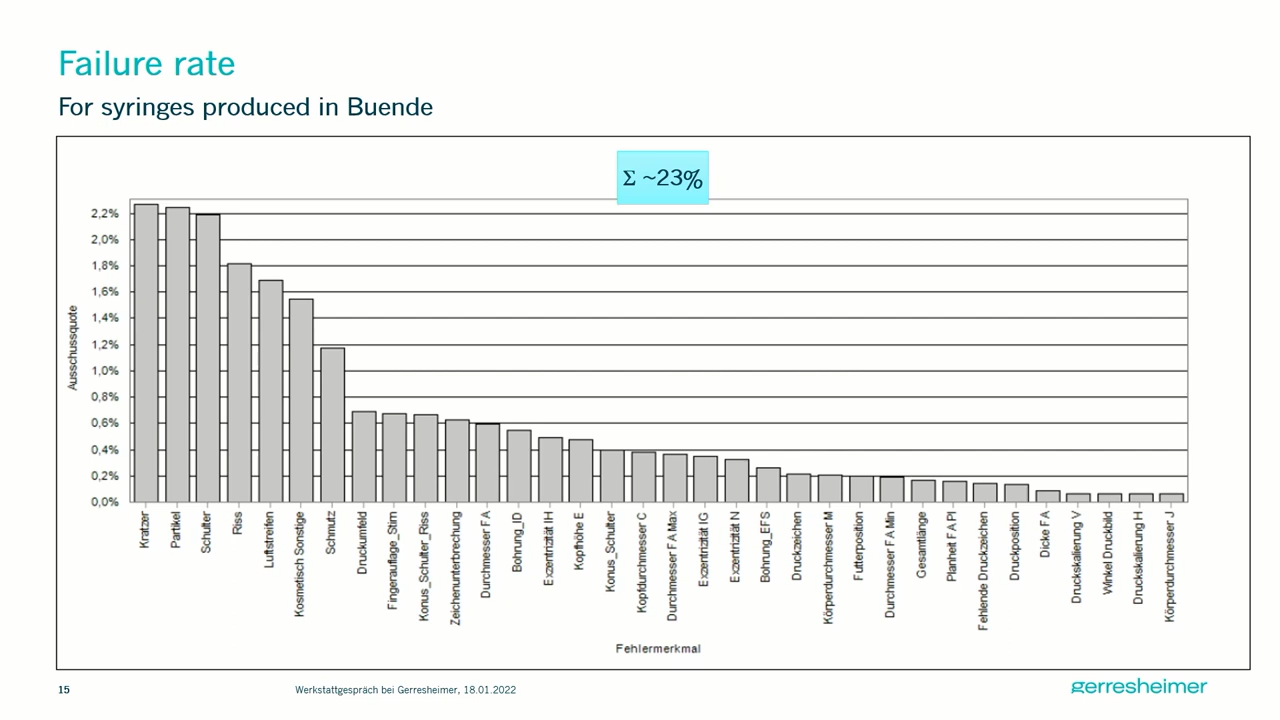 Failure rate
For syringes produced in Buende
Σ ~23%
Ausschussquote
2,2%
2,0%
1,8%
1,6%
1,4%
1,2%
1,0%
0,8%
0,6%
0,4%
0,2%
0,0%
Kratzer
Partikel
Schulter
Riss
Luftstreifen
Kosmetisch Sonstige
Schmutz
Druckumfeld
Fingerauflage_Stirn
Konus_Schulter_Riss
Zeichenunterbrechung
Durchmesser F A
Bohrung_ID
Exzentrizität IH
Kopfhöhe E
Konus_Schulter
Kopfdurchmesser C
Durchmesser F A Max
Exzentrizität IG
Exzentrizität N
Bohrung_EF S
Druckzeichen
Körperdurchmesser M
Futterposition
Durchmesser F A Min
Gesamtlänge
Planheit F A Pl
Fehlende Druckzeichen
Druckposition
Dicke F A
Druckskalierung V
Winkel Druckbild
Druckskalierung H
Körperdurchmesser J
Fehlermerkmal
15
Werkstattgespräch bei Gerresheimer, 18.01.2022
gerresheimer